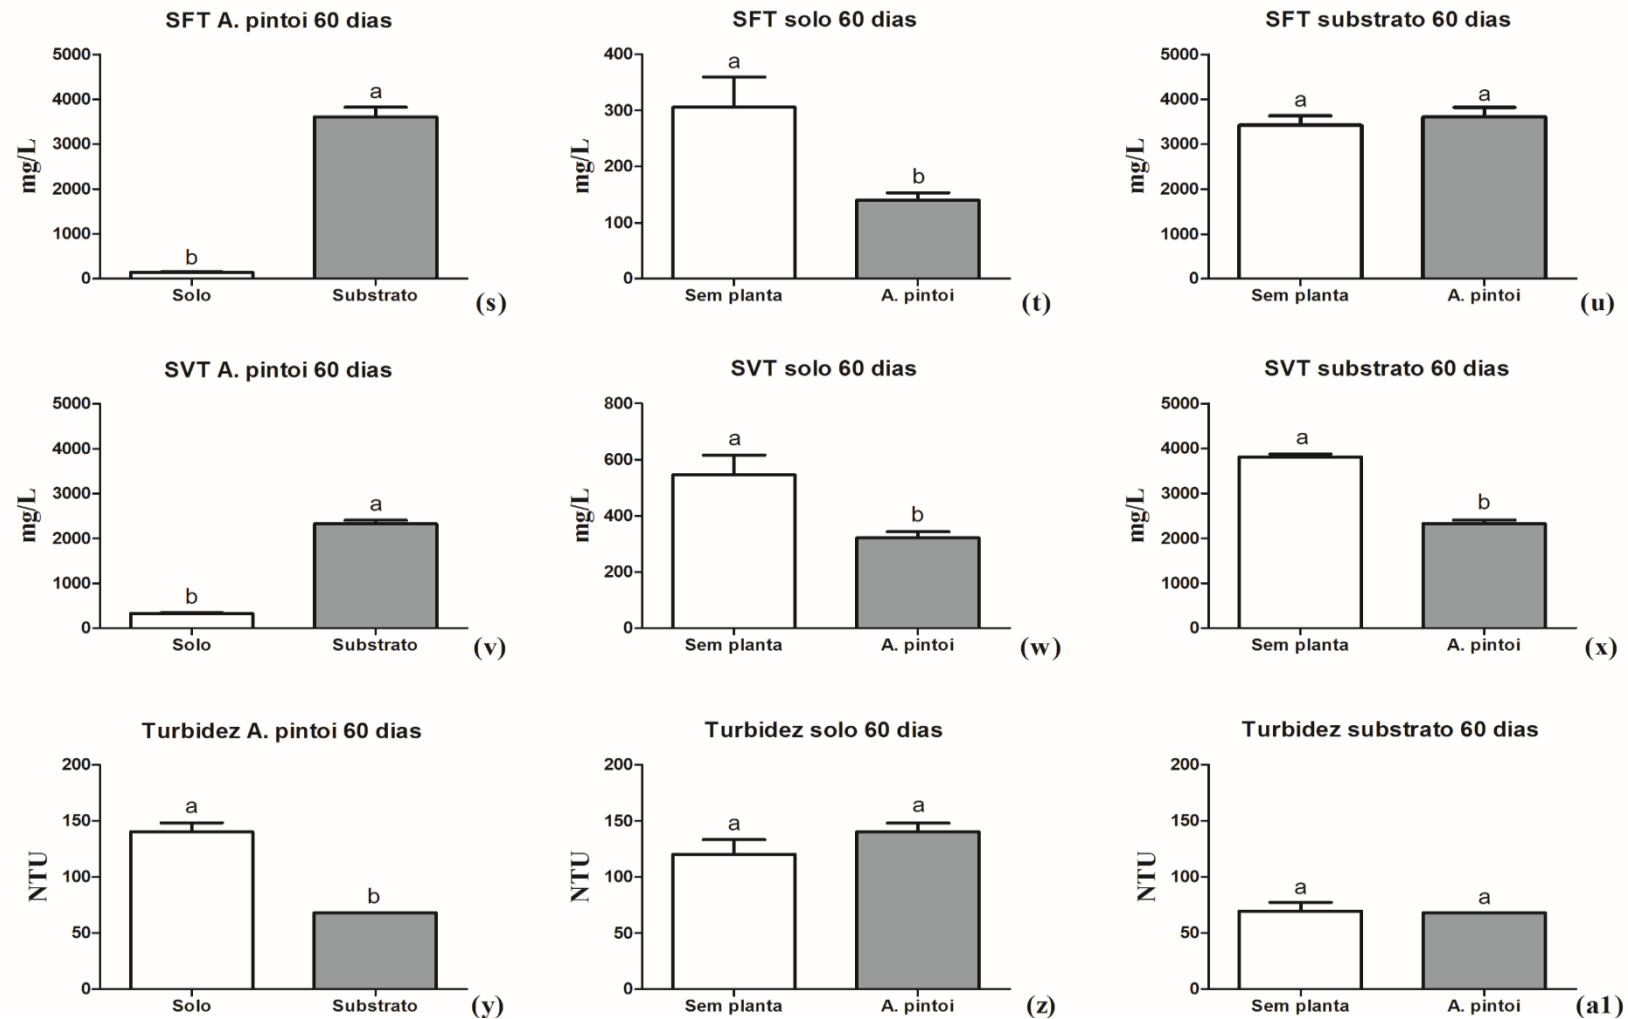 SFT A. pintoi 60 dias
5000
4000
3000
2000
1000
0
mg/L
b
a
Solo
Substrato
(s)
SFT solo 60 dias
400
300
200
100
0
mg/L
a
b
Sem planta
A. pintoi
(t)
SFT substrato 60 dias
5000
4000
3000
2000
1000
0
mg/L
a
a
Sem planta
A. pintoi
(u)
SVT A. pintoi 60 dias
5000
4000
3000
2000
1000
0
mg/L
b
a
Solo
Substrato
(v)
SVT solo 60 dias
800
600
400
200
0
mg/L
a
b
Sem planta
A. pintoi
(w)
SVT substrato 60 dias
5000
4000
3000
2000
1000
0
mg/L
a
b
Sem planta
A. pintoi
(x)
Turbidez A. pintoi 60 dias
200
150
100
50
0
NTU
a
b
Solo
Substrato
(y)
Turbidez solo 60 dias
200
150
100
50
0
NTU
a
a
Sem planta
A. pintoi
(z)
Turbidez substrato 60 dias
200
150
100
50
0
NTU
a
a
Sem planta
A. pintoi
(a1)